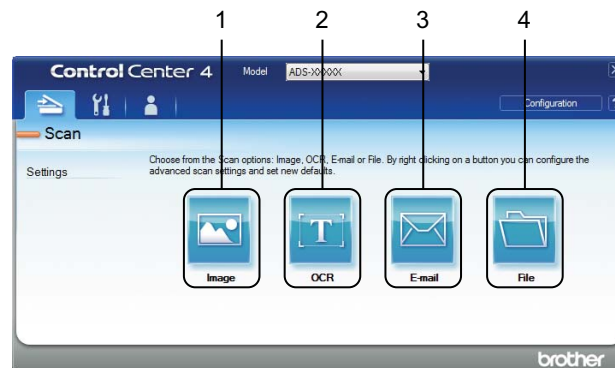 1 2 3 4
Control Center 4 Model ADS-XXXXX
Configuration
Scan
Settings
Choose from the Scan options: Image, OCR, E-mail or File. By right clicking on a button you can configure the
advanced scan settings and set new defaults.
T
Image OCR E-mail File
brother